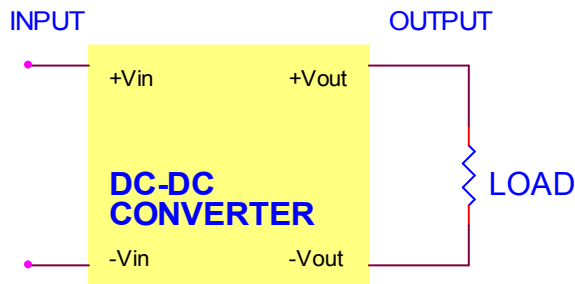 INPUT
OUTPUT
+Vin
+Vout
DC-DC
CONVERTER
LOAD
-Vin
-Vout